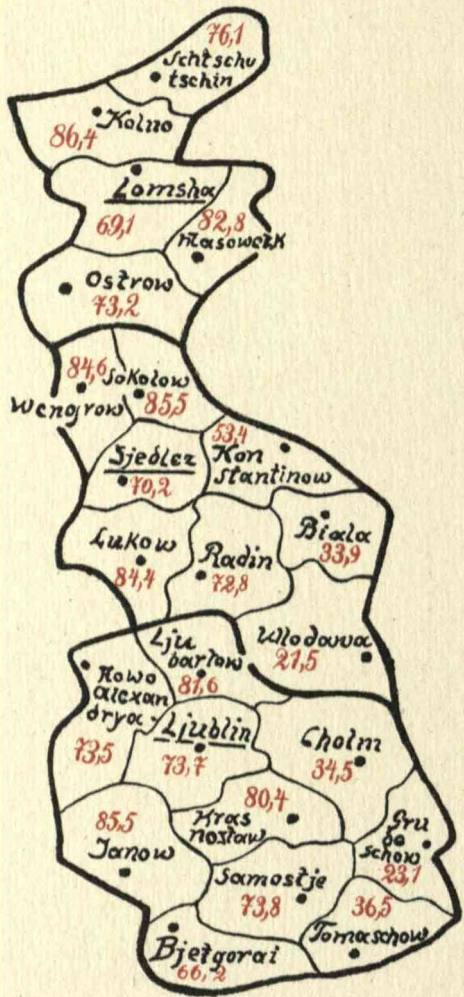 76,1
Schtschu
tschin
Kolno
86,4
Lomsha
69,1
82,8
Masowezk
Ostrow
73,2
84,6
Sokolow
Wengrow
85,5
53,4
Kon
stantinow
Sjedlez
70,2
Biala
33,9
Lukow
84,4
Radin
72,8
Wlodava
21,5
Lju
bartow
81,6
Nowo
alexan
drya
73,5
Ljublin
73,7
Cholm
34,5
80,4
Kras
nostaw
85,5
Janow
Gru
be
schow
23,1
Samostje
73,8
36,5
Tomaschow
Bjelgorai
66,2